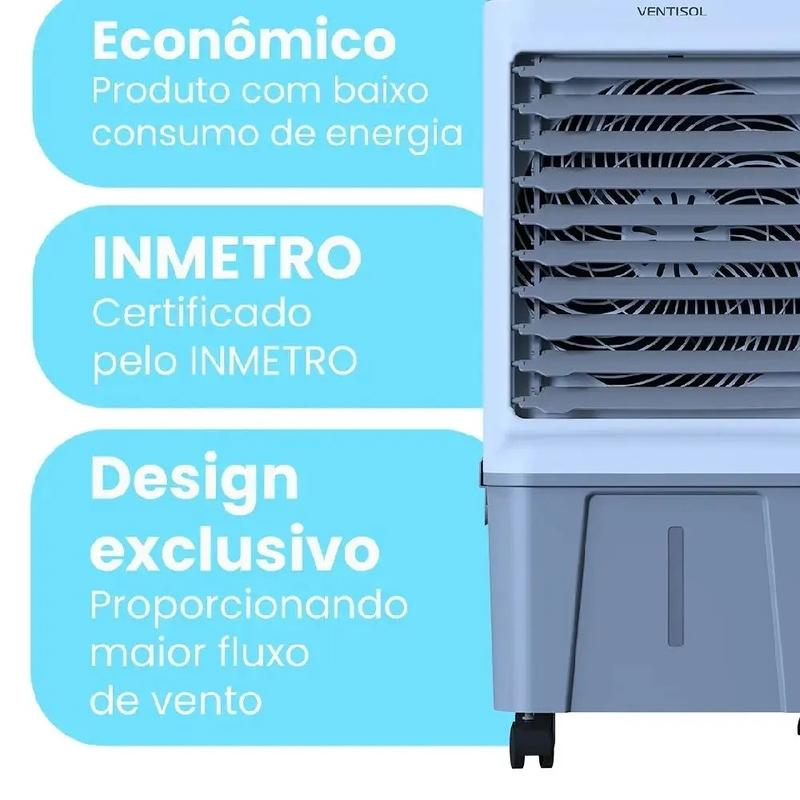 VENTISOL
Econômico
Produto com baixo
consumo de energia
INMETRO
Certificado
pelo INMETRO
Design
exclusivo
Proporcionando
maior fluxo
de vento